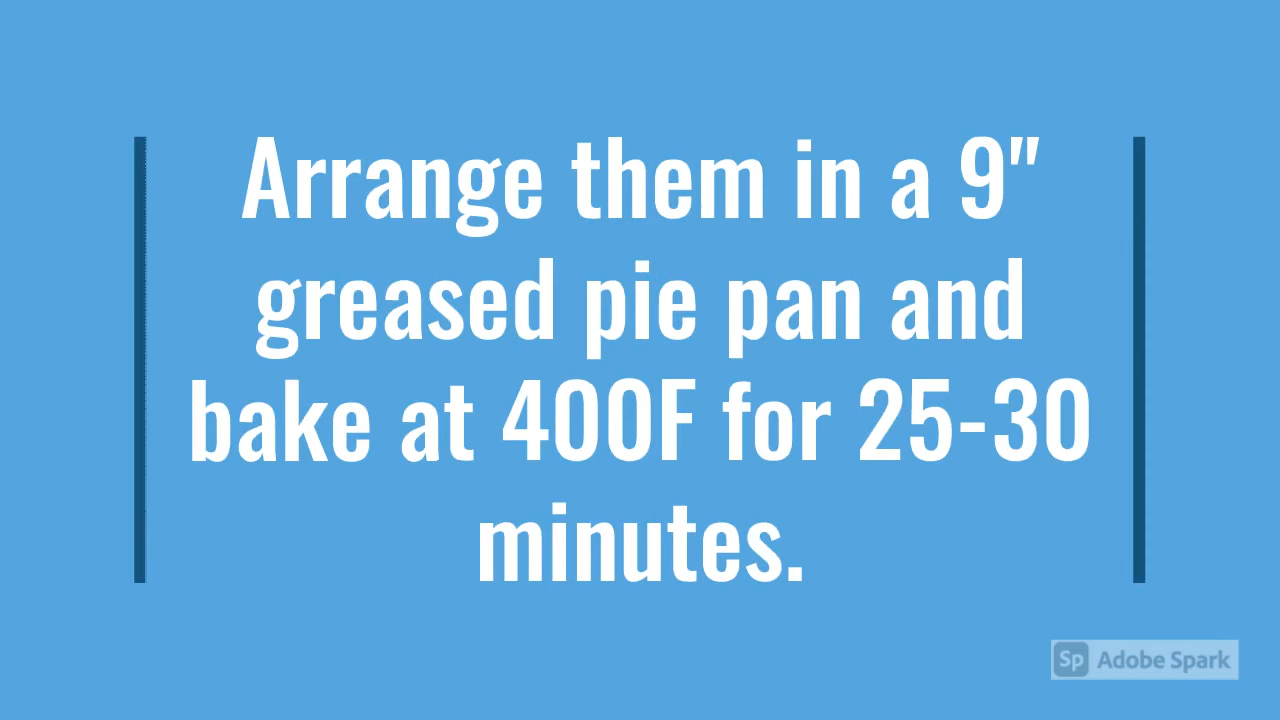 Arrange them in a 9"
greased pie pan and
bake at 400F for 25-30
minutes.
Sp Adobe Spark